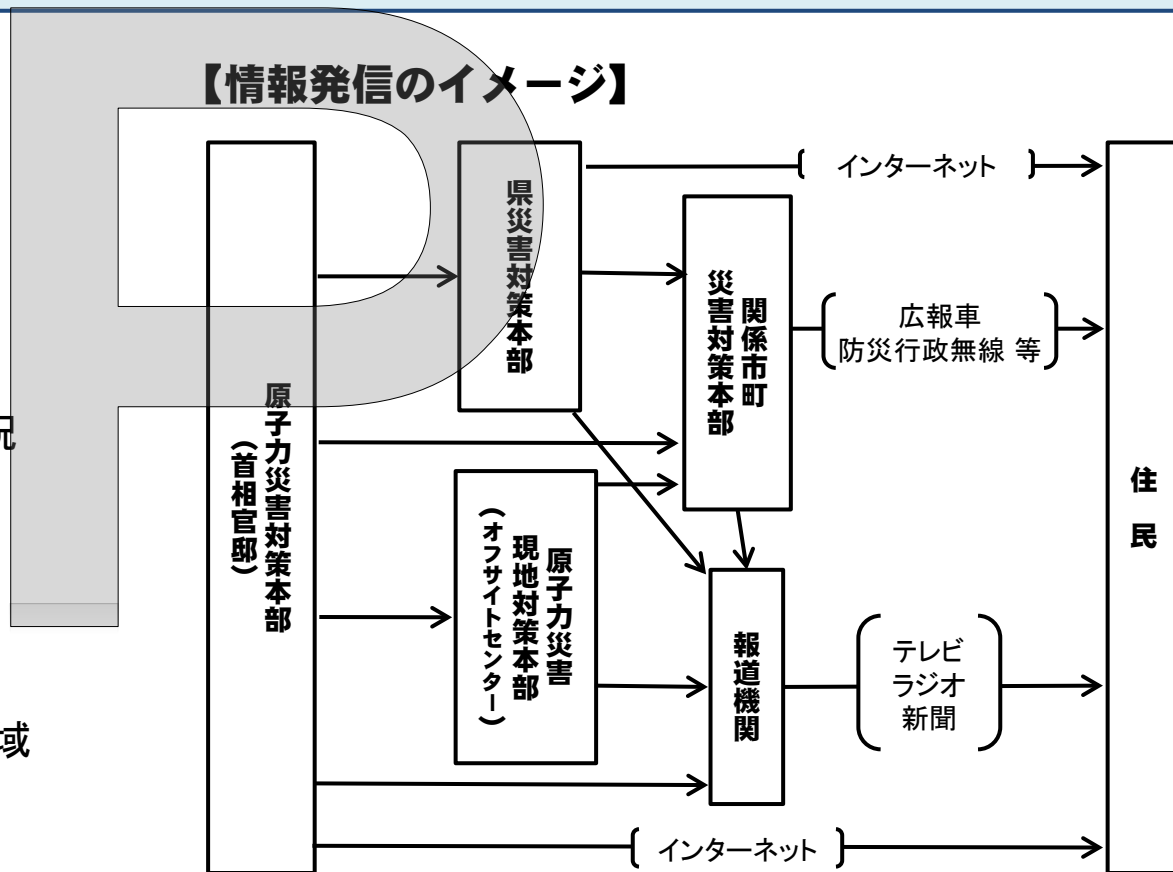 【情報発信のイメージ】
原子力災害対策本部
（首相官邸）
県災害対策本部
原子力災害
現地対策本部
（オフサイトセンター）
関係市町
災害対策本部
報道機関
インターネット
広報車
防災行政無線 等
テレビ
ラジオ
新聞
インターネット
住民
況
域
P